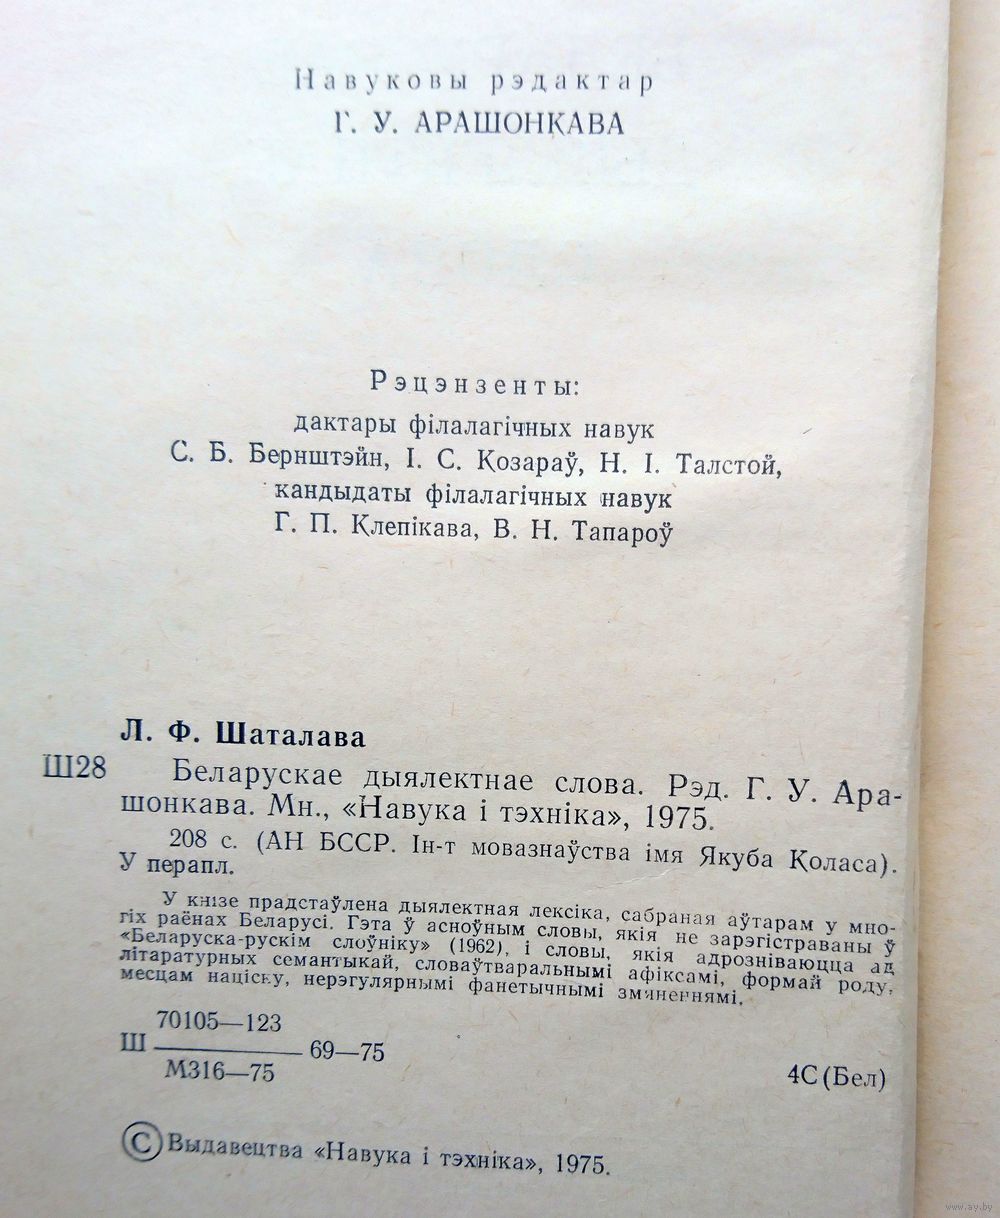 Навуковы рэдактар
Г. У. АРАШОНКАВА
Рэцэнзенты:
дактары філалагічных навук
С. Б. Бернштэйн, І. С. Козараў, Н. І. Талстой,
кандыдаты філалагічных навук
Г. П. Клепікава, В. Н. Тапароў
Л. Ф. Шаталава
Ш28 Беларускае дыялектнае слова. Рэд. Г. У. Ара-
шонкава. Мн., «Навука і тэхніка», 1975.
208 с. (АН БССР. Ін-т мовазнаўства імя Якуба Коласа).
У перапл.
У кнізе прадстаўлена дыялектная лексіка, сабраная аўтарам у мно-
гіх раёнах Беларусі. Гэта ў асноўным словы, якія не зарэгістраваны ў
«Беларуска-рускім слоўніку» (1962), і словы, якія адрозніваюцца ад
літаратурных семантыкай, словаўтваральнымі афіксамі, формай роду,
месцам націску, нерэгулярнымі фанетычнымі змяненнямі.
70105—123
Ш 69—75
М316—75
4С(Бел)
© Выдавецтва «Навука і тэхніка», 1975.
www.ay.by